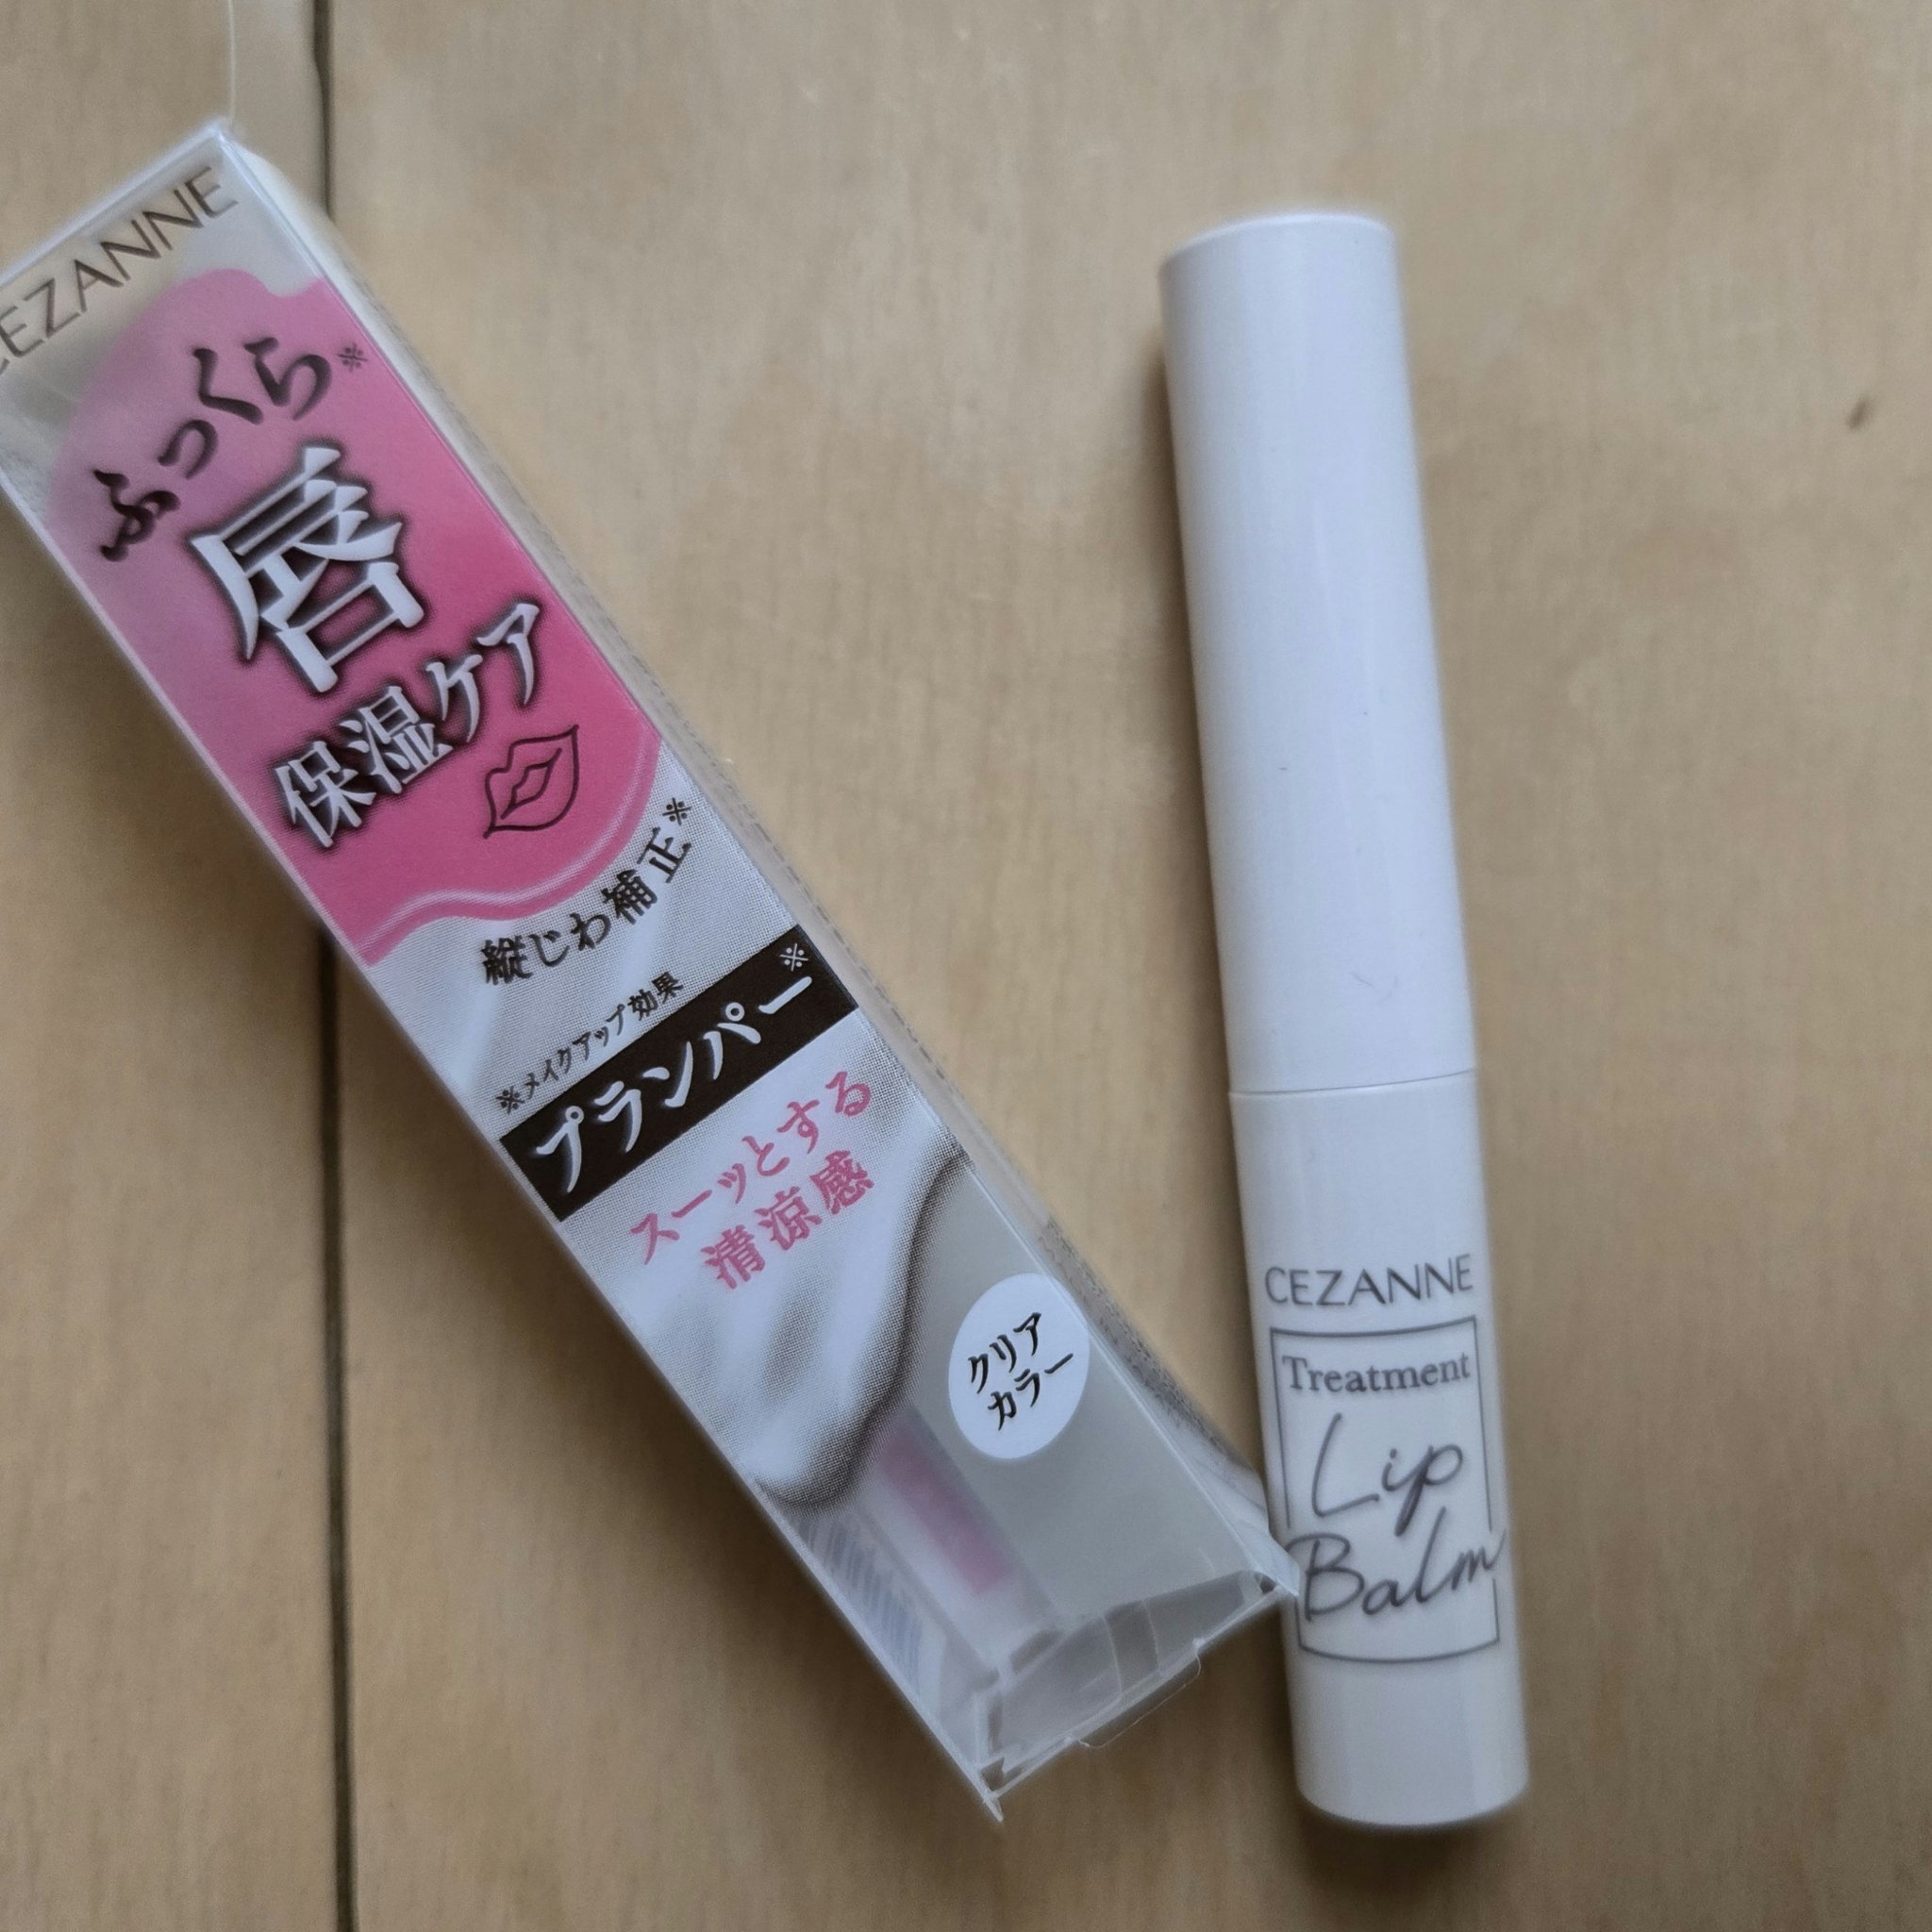 CEZANNE
ふっくら※
唇
保湿ケア
縦じわ補正※
※メイクアップ効果
プランパー※
スーッとする
清涼感
クリア
カラー
CEZANNE
Treatment
Lip
Balm